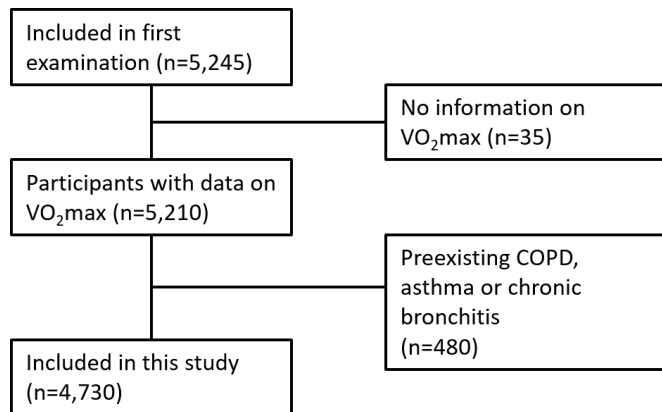 Included in first
examination (n=5,245)
No information on
VO₂max (n=35)
Participants with data on
VO₂max (n=5,210)
Preexisting COPD,
asthma or chronic
bronchitis
(n=480)
Included in this study
(n=4,730)